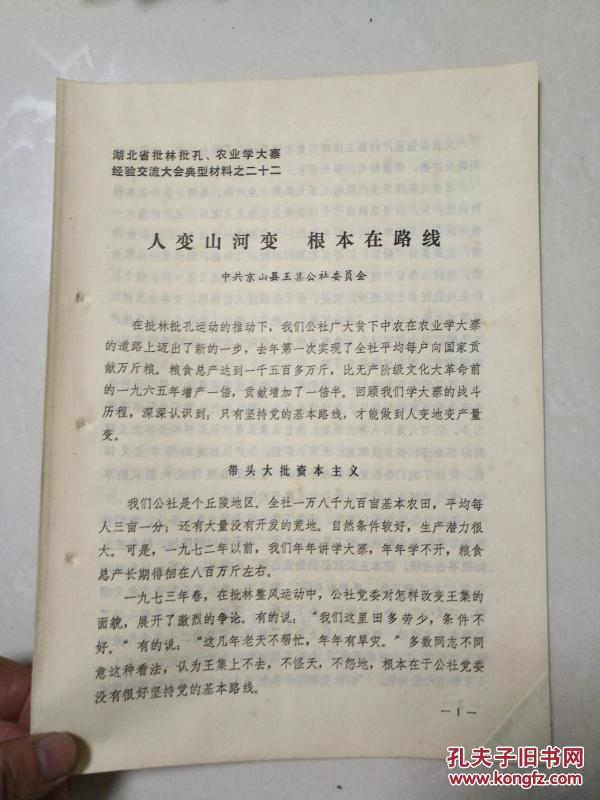 湖北省批林批孔、农业学大寨
经验交流大会典型材料之二十二
人变山河变 根本在路线
中共京山县王集公社委员会
在批林批孔运动的推动下，我们公社广大贫下中农在农业学大寨
的道路上迈出了新的一步，去年第一次实现了全社平均每户向国家贡
献万斤粮。粮食总产达到一千五百多万斤，比无产阶级文化大革命前
的一九六五年增产一倍，贡献增加了一倍半。回顾我们学大寨的战斗
历程，深深认识到：只有坚持党的基本路线，才能做到人变地变产量
变。
带头大批资本主义
我们公社是个丘陵地区。全社一万八千九百亩基本农田，平均每
人三亩一分；还有大量没有开发的荒地。自然条件较好，生产潜力很
大。可是，一九七二年以前，我们年年讲学大寨，年年学不开，粮食
总产长期徘徊在八百万斤左右。
一九七三年春，在批林整风运动中，公社党委对怎样改变王集的
面貌，展开了激烈的争论。有的说：“我们这里田多劳少，条件不
好。”有的说：“这几年老天不帮忙，年年有旱灾。”多数同志不同
意这种看法，认为王集上不去，不怪天，不怨地，根本在于公社党委
没有很好坚持党的基本路线。
—1—
孔夫子旧书网
www.kongfz.com